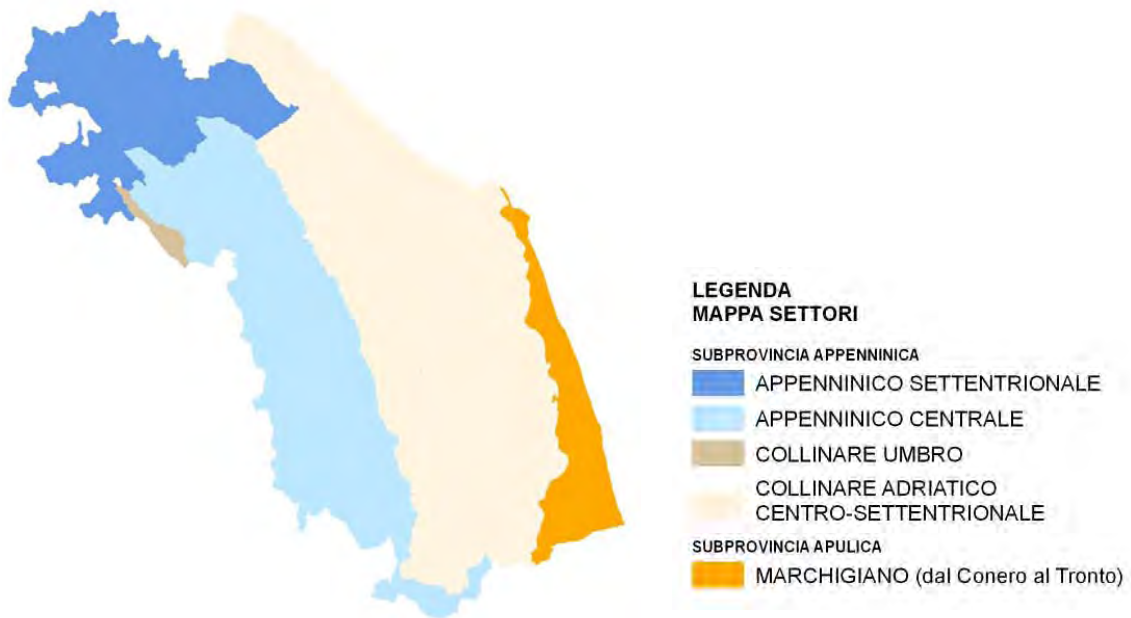 LEGENDA
MAPPA SETTORI
SUBPROVINCIA APPENNINICA
APPENNINICO SETTENTRIONALE
APPENNINICO CENTRALE
COLLINARE UMBRO
COLLINARE ADRIATICO
CENTRO-SETTENTRIONALE
SUBPROVINCIA APULICA
MARCHIGIANO (dal Conero al Tronto)